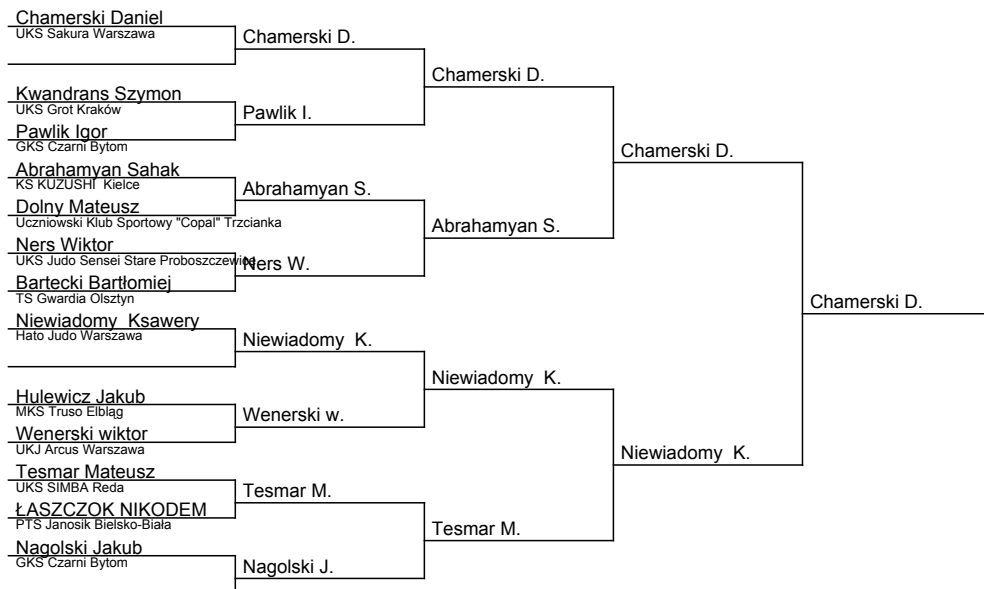 Chamerski Daniel
UKS Sakura Warszawa
Kwandrans Szymon
UKS Grot Kraków
Pawlik Igor
GKS Czarni Bytom
Abrahamyan Sahak
KS KUZUSHI  Kielce
Dolny Mateusz
Uczniowski Klub Sportowy "Copal" Trzcianka
Ners Wiktor
UKS Judo Sensei Stare Proboszczewice
Bartecki Bartłomiej
TS Gwardia Olsztyn
Niewiadomy  Ksawery
Hato Judo Warszawa
Hulewicz Jakub
MKS Truso Elbląg
Wenerski wiktor
UKJ Arcus Warszawa
Tesmar Mateusz
UKS SIMBA Reda
ŁASZCZOK NIKODEM
PTS Janosik Bielsko-Biała
Nagolski Jakub
GKS Czarni Bytom
Chamerski D.
Pawlik I.
Abrahamyan S.
Ners W.
Niewiadomy  K.
Wenerski w.
Tesmar M.
Nagolski J.
Chamerski D.
Abrahamyan S.
Niewiadomy  K.
Tesmar M.
Chamerski D.
Niewiadomy  K.
Chamerski D.